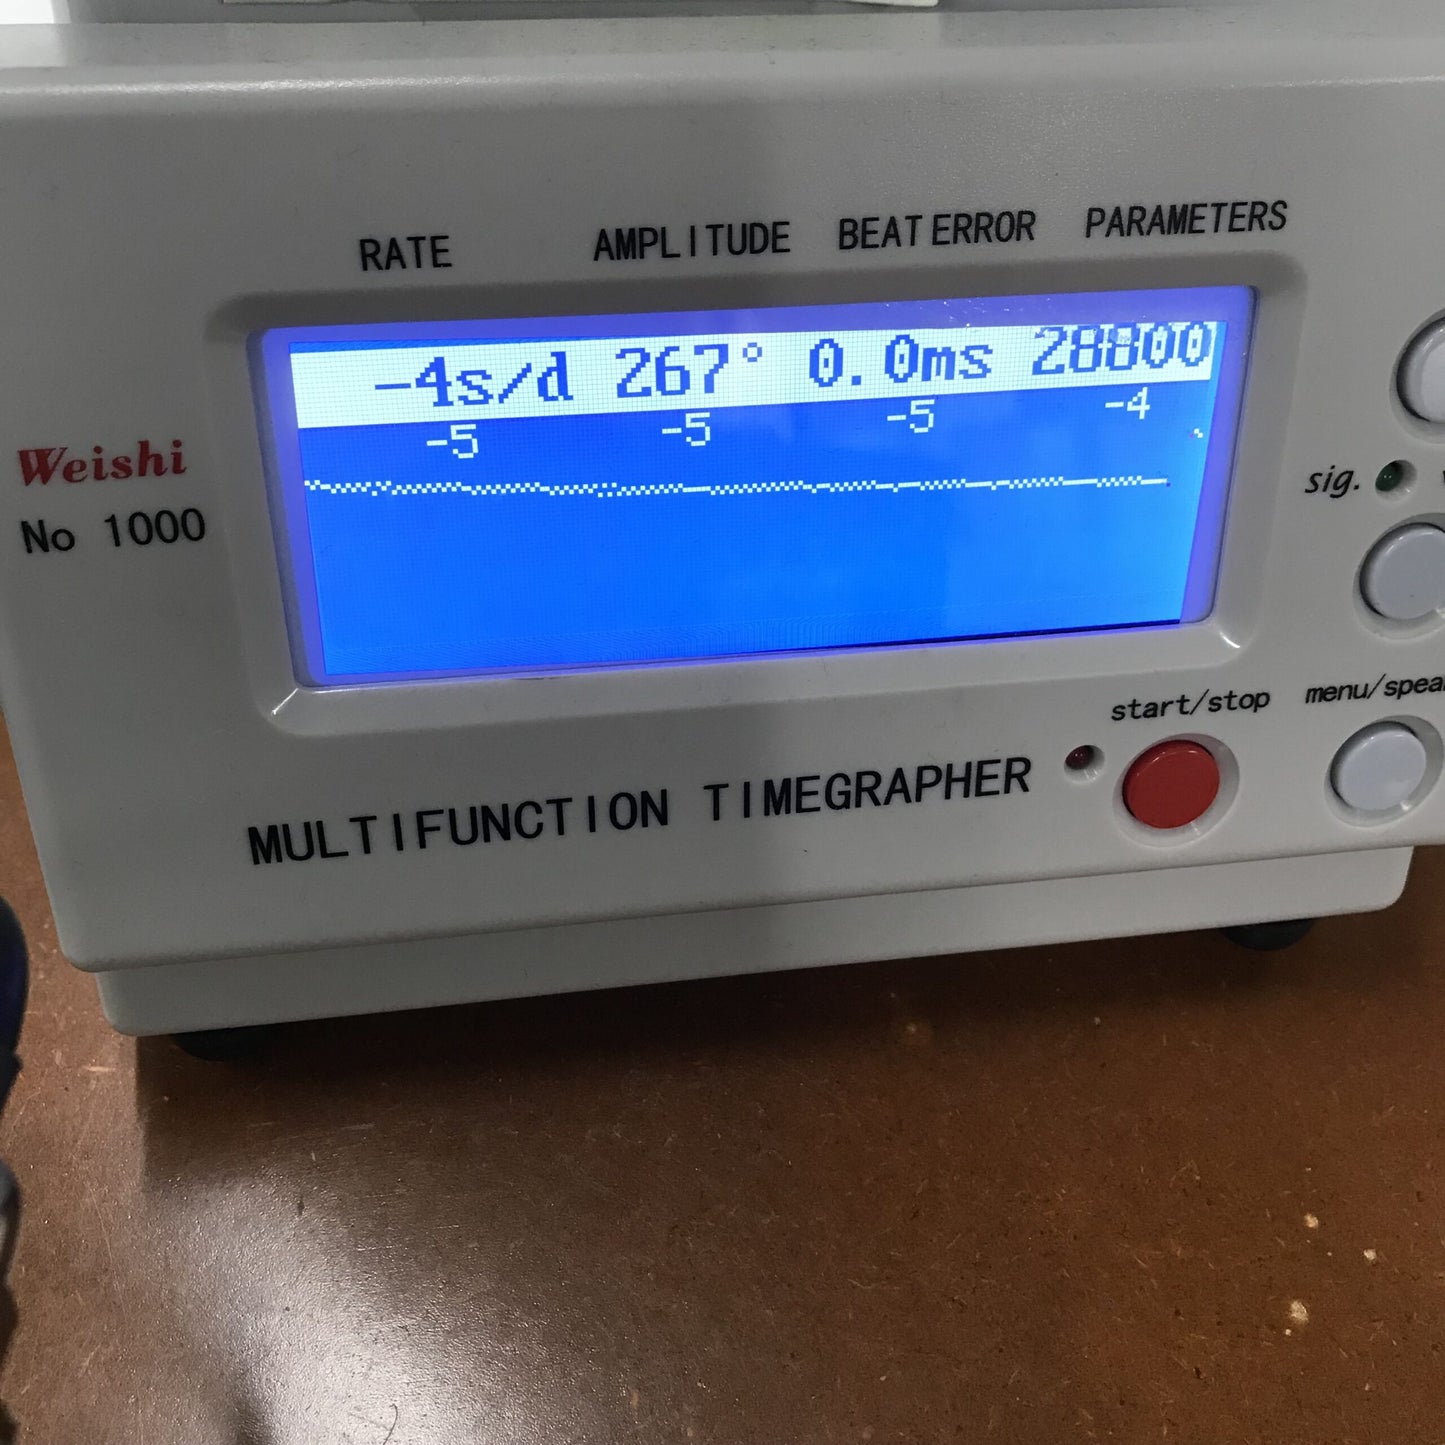 RATE AMPLITUDE BEAT ERROR PARAMETERS
-4s/d 267° 0.0ms 28800
-5 -5 -5 -4
Weishi
No 1000
sig.
start/stop menu/
MULTIFUNCTION TIMEGRAPHER